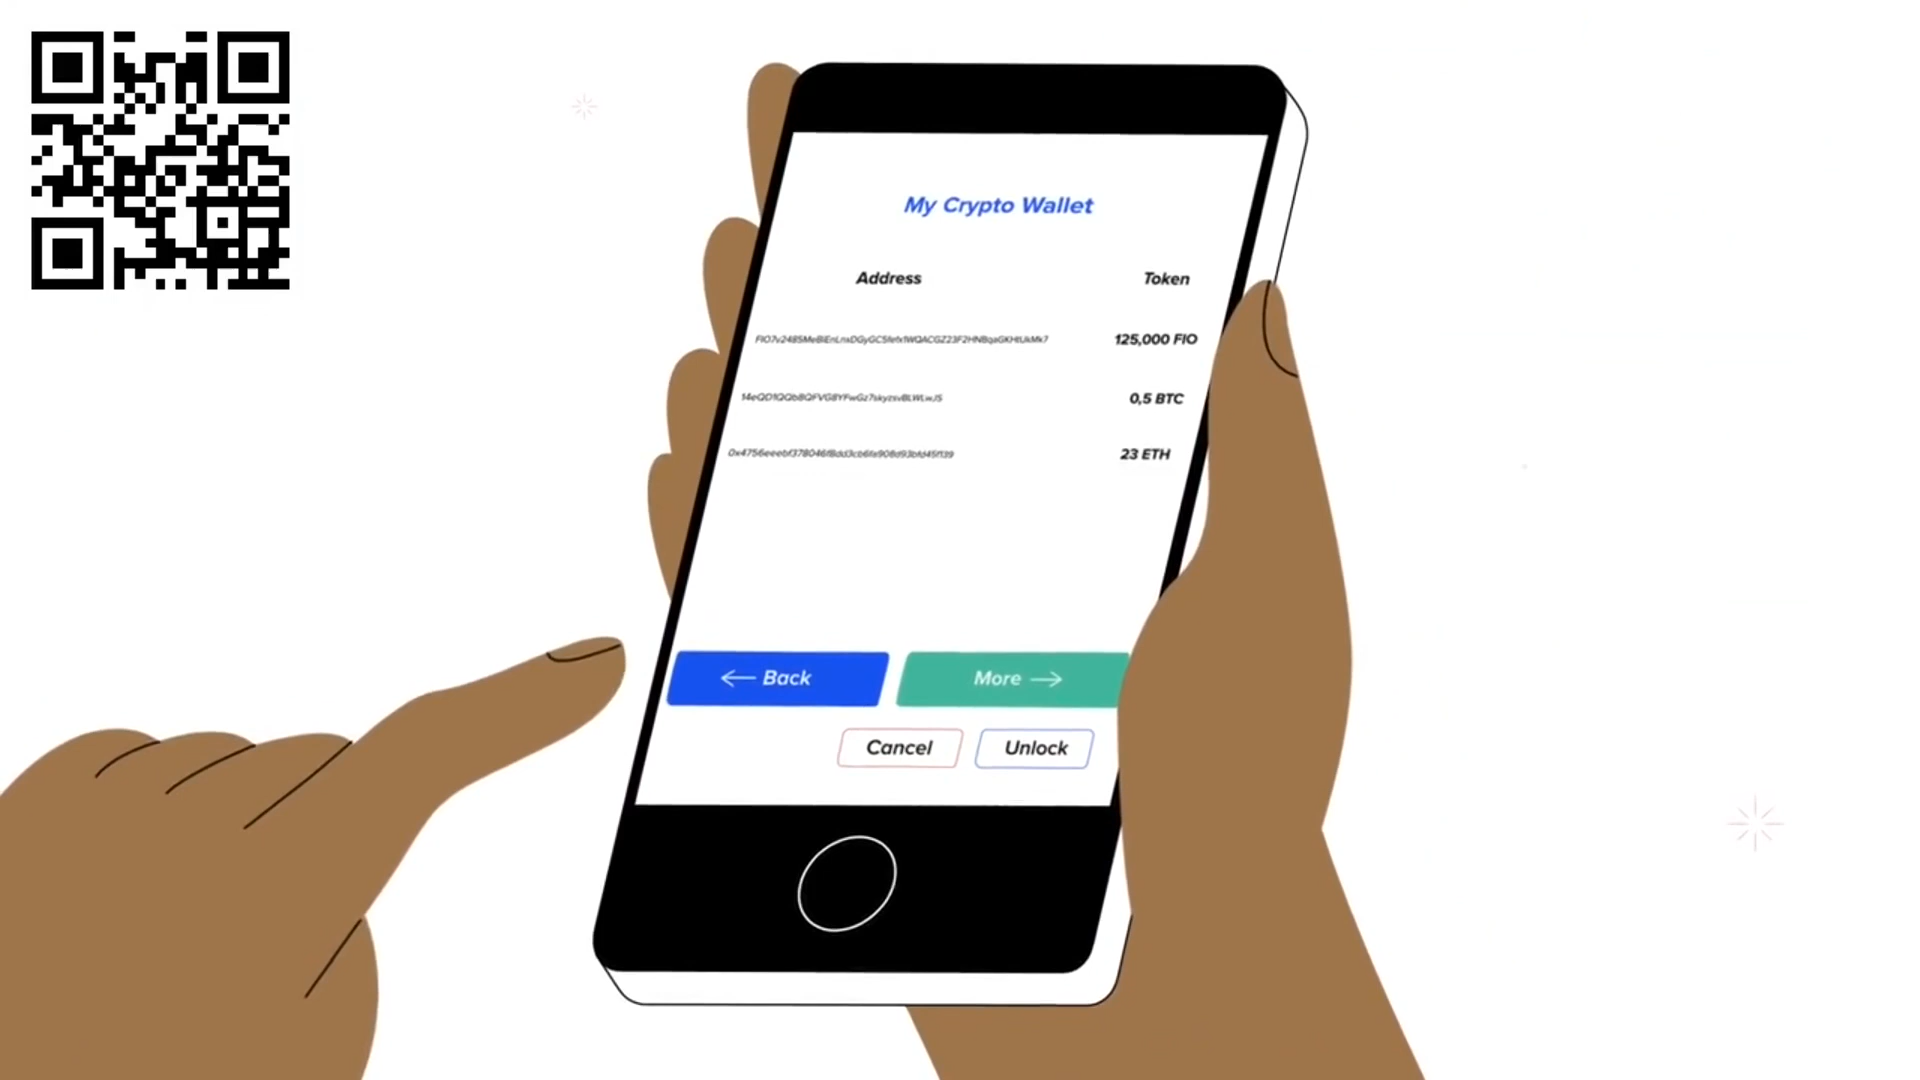 My Crypto Wallet
Address Token
125,000 FIO
0,5 BTC
23 ETH
← Back More →
Cancel Unlock